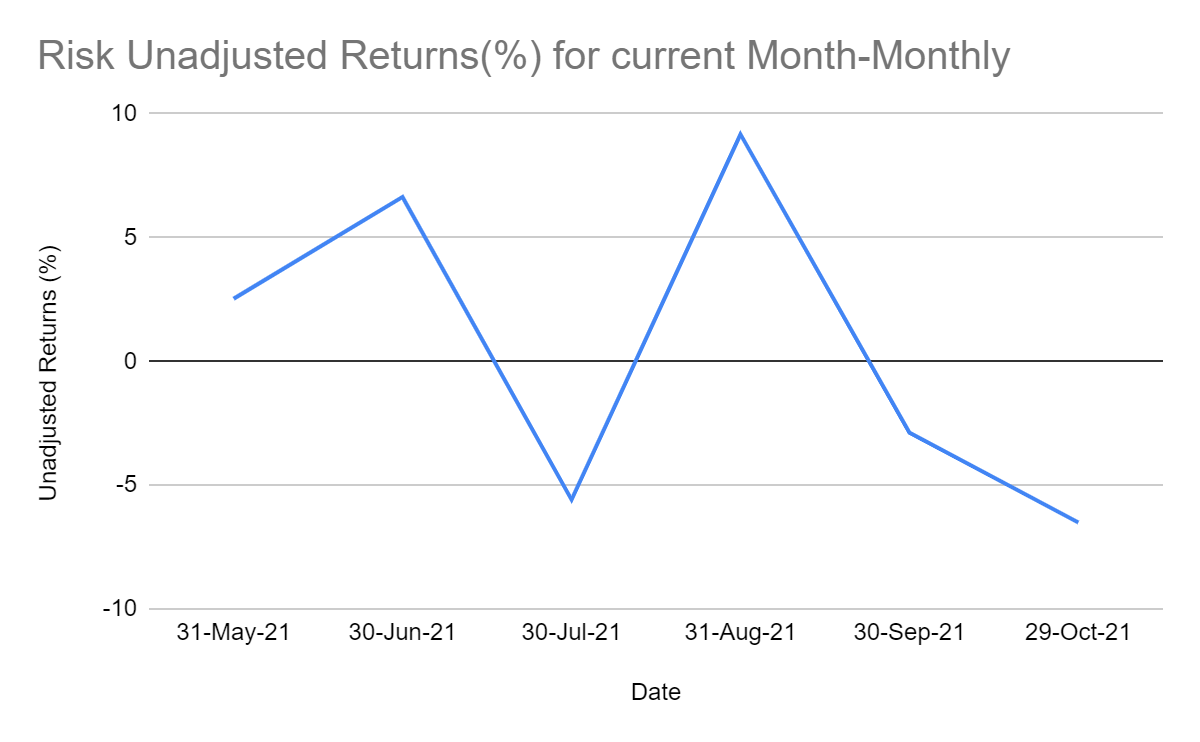 Risk Unadjusted Returns(%) for current Month-Monthly
10
5
0
-5
-10
Unadjusted Returns (%)
31-May-21 30-Jun-21 30-Jul-21 31-Aug-21 30-Sep-21 29-Oct-21
Date